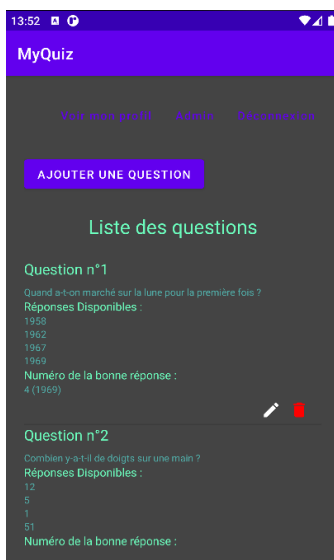 13:52
MyQuiz
Voir mon profil Admin Déconnexion
AJOUTER UNE QUESTION
Liste des questions
Question n°1
Quand a-t-on marché sur la lune pour la première fois ?
Réponses Disponibles :
1958
1962
1967
1969
Numéro de la bonne réponse :
4 (1969)
Question n°2
Combien y-a-t-il de doigts sur une main ?
Réponses Disponibles :
12
5
1
51
Numéro de la bonne réponse :